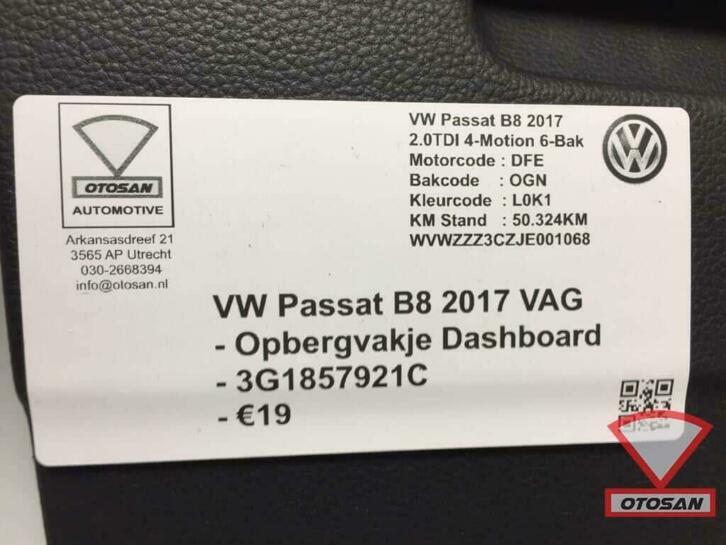 OTOSAN
AUTOMOTIVE
Arkansasdreef 21
3565 AP Utrecht
030-2668394
info@otosan.nl
VW Passat B8 2017
2.0TDI 4-Motion 6-Bak
Motorcode : DFE
Bakcode : OGN
Kleurcode : L0K1
KM Stand : 50.324KM
WVWZZZ3CZJE001068
VW Passat B8 2017 VAG
- Opbergvakje Dashboard
- 3G1857921C
- €19
OTOSAN